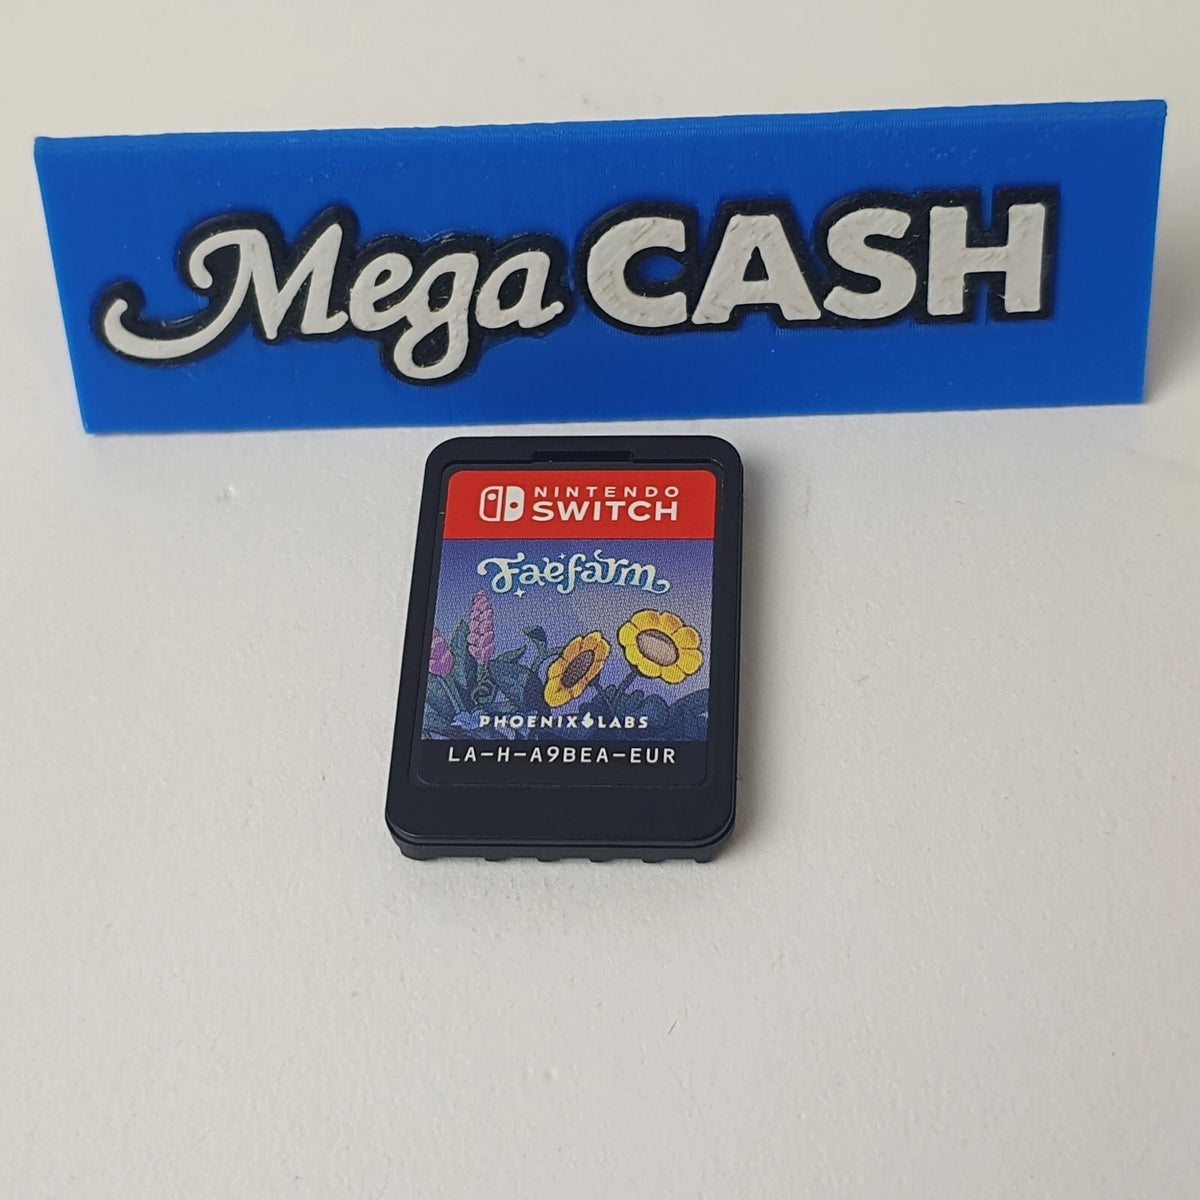 Mega CASH
NINTENDO
SWITCH
Faefarm
PHOENIX LABS
LA-H-A9BEA-EUR